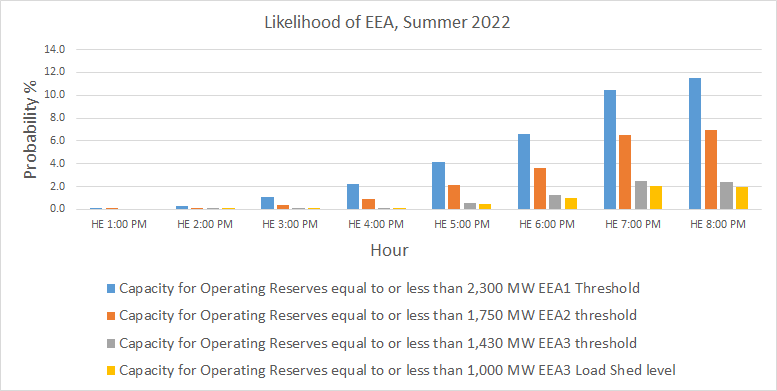 Likelihood of EEA, Summer 2022
14.0
12.0
10.0
8.0
6.0
4.0
2.0
0.0
Probability %
HE 1:00 PM HE 2:00 PM HE 3:00 PM HE 4:00 PM HE 5:00 PM HE 6:00 PM HE 7:00 PM HE 8:00 PM
Hour
Capacity for Operating Reserves equal to or less than 2,300 MW EEA1 Threshold
Capacity for Operating Reserves equal to or less than 1,750 MW EEA2 threshold
Capacity for Operating Reserves equal to or less than 1,430 MW EEA3 threshold
Capacity for Operating Reserves equal to or less than 1,000 MW EEA3 Load Shed level